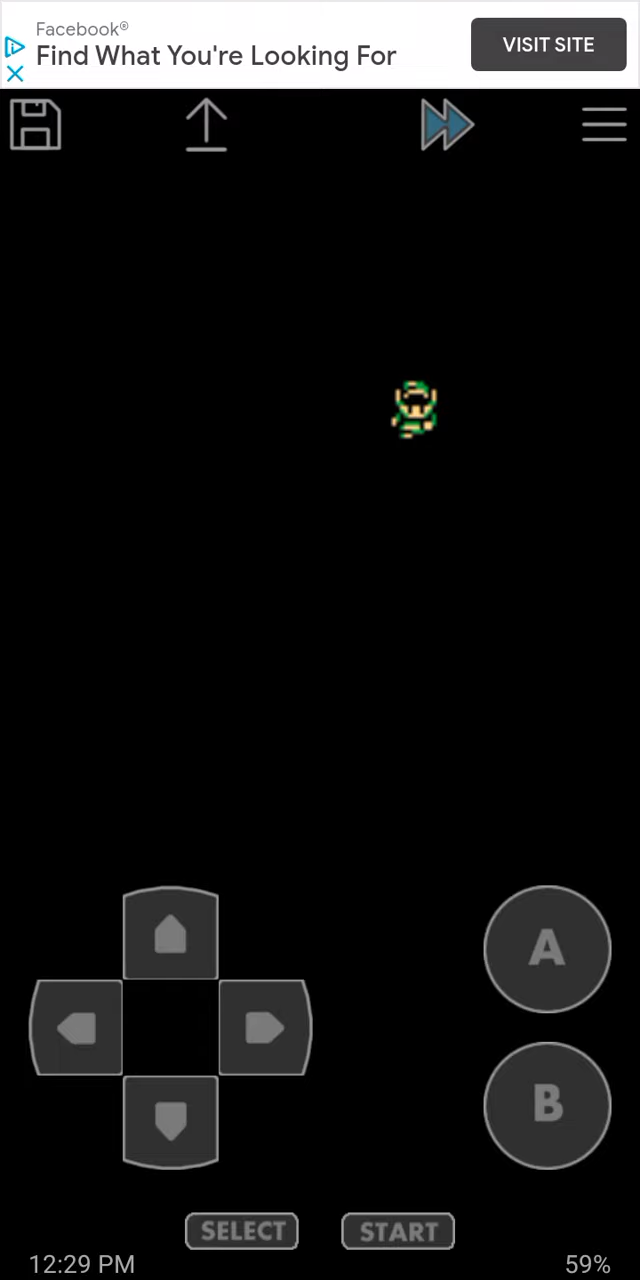 Facebook®
Find What You're Looking For
VISIT SITE
A
B
SELECT
START
12:29 PM
59%